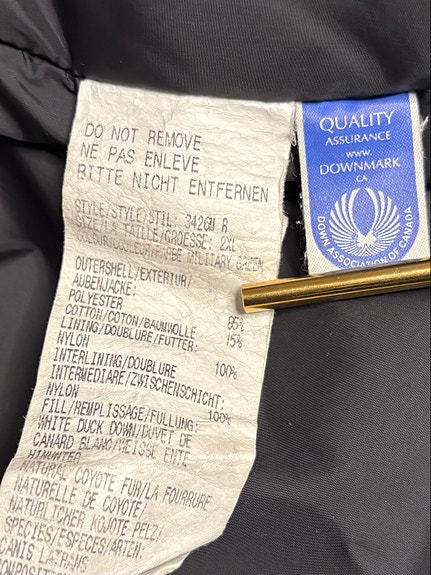 DO NOT REMOVE
NE PAS ENLEVE
BITTE NICHT ENTFERNEN
STYLE/STYLE/STIL: 3426M R
SIZE/LA TAILLE/GROESSE: 2XL
MILITARY GREEN
OUTERSHELL/EXTERIUR/
AUBENJACKE:
POLYESTER 85%
COTTON/COTON/BAUMWOLLE 15%
LINING/DOUBLURE/FUTTER:
NYLON 100%
INTERLINING/DOUBLURE
INTERMEDIARE/ZWISCHENSCHICHT:
NYLON 100%
FILL/REMPLISSAGE/FULLUNG:
WHITE DUCK DOWN/DUVET DE
CANARD BLANC/WEISSE ENTE
HINUNTER
NATURAL COYOTE FUR/LA FOURRURE
NATURELLE DE COYOTE/
NATURLICHER KOJOTE PELZ/
SPECIES/ESPECES/ARTEN:
CANIS LATRANS
QUALITY
ASSURANCE
WWW.
DOWNMARK
.CA
DOWN ASSOCIATION OF CANADA